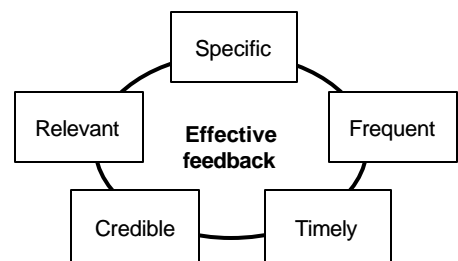 Specific
Relevant
Effective
feedback
Frequent
Credible
Timely